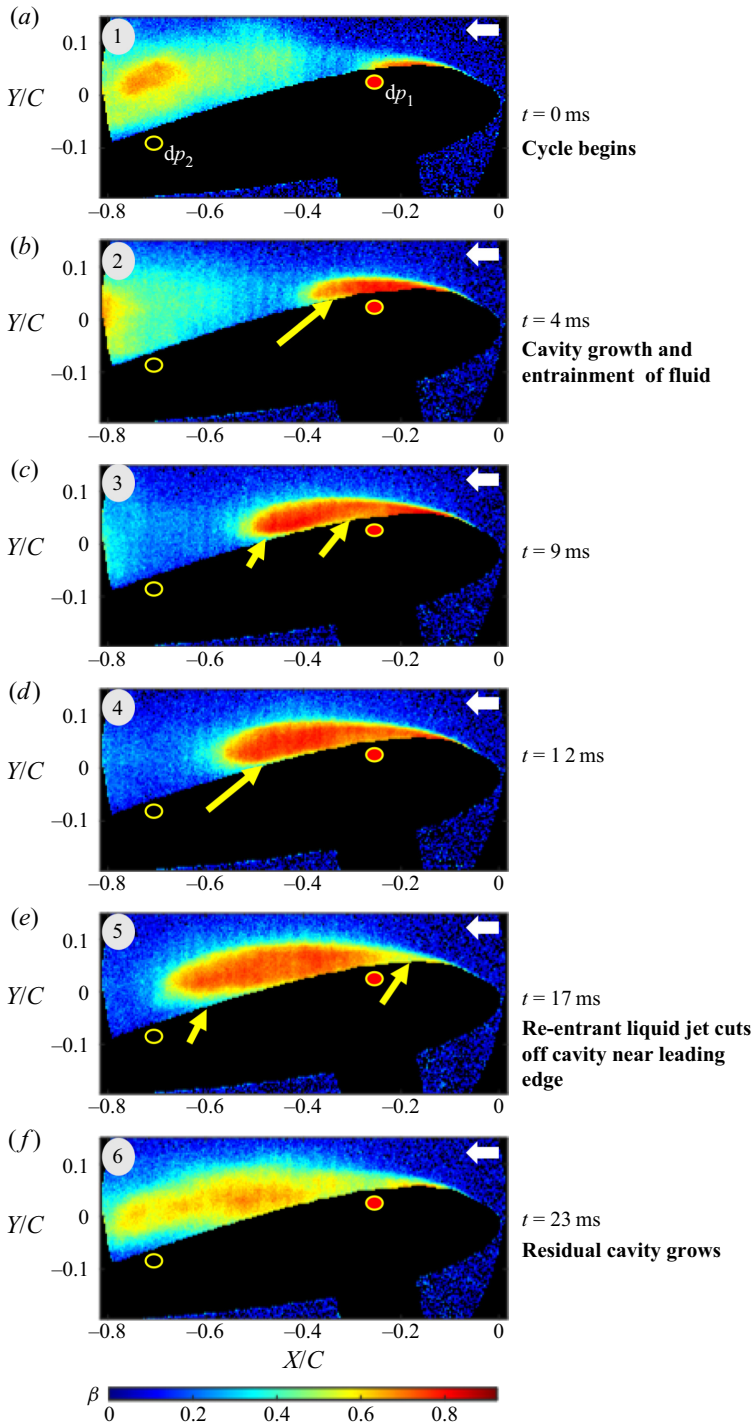 (a)
1
0.1
Y/C
0
–0.1
dp1
dp2
–0.8 –0.6 –0.4 –0.2 0
t = 0 ms
Cycle begins
(b)
2
0.1
Y/C
0
–0.1
–0.8 –0.6 –0.4 –0.2 0
t = 4 ms
Cavity growth and
entrainment of fluid
(c)
3
0.1
Y/C
0
–0.1
–0.8 –0.6 –0.4 –0.2 0
t = 9 ms
(d)
4
0.1
Y/C
0
–0.1
–0.8 –0.6 –0.4 –0.2 0
t = 1 2 ms
(e)
5
0.1
Y/C
0
–0.1
–0.8 –0.6 –0.4 –0.2 0
t = 17 ms
Re-entrant liquid jet cuts
off cavity near leading
edge
(f)
6
0.1
Y/C
0
–0.1
–0.8 –0.6 –0.4 –0.2 0
X/C
t = 23 ms
Residual cavity grows
β
0 0.2 0.4 0.6 0.8